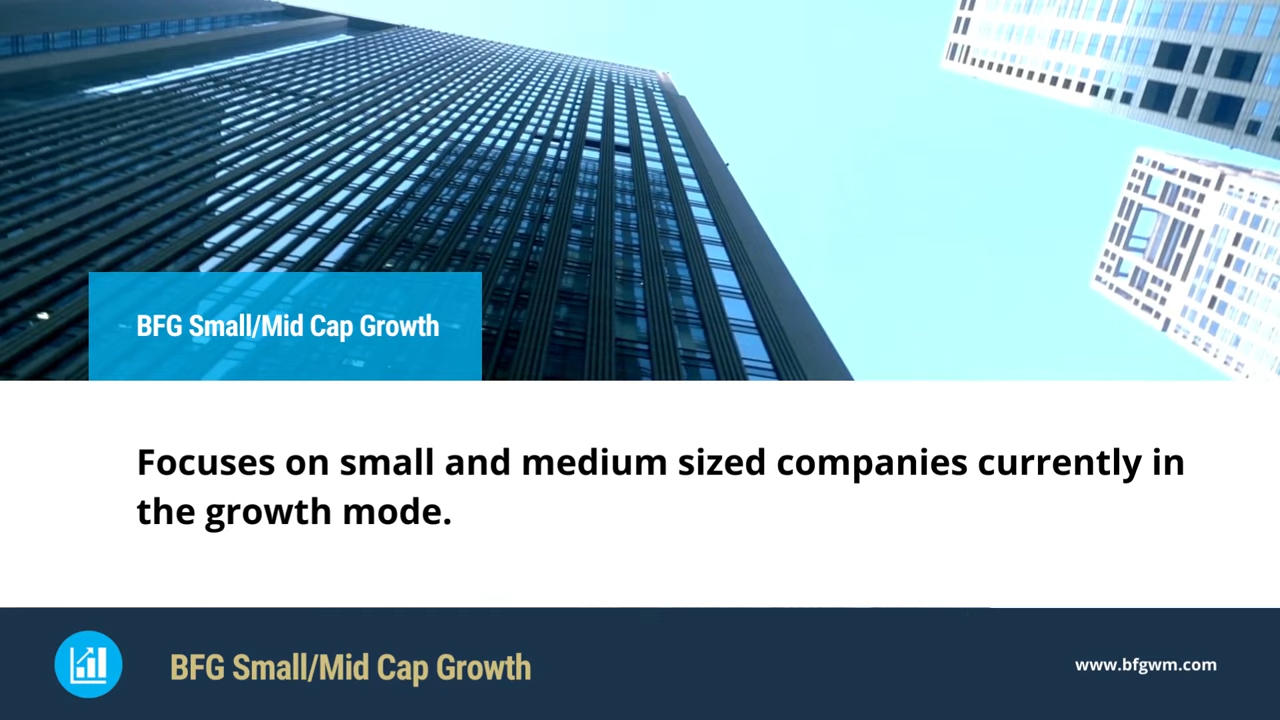 BFG Small/Mid Cap Growth
Focuses on small and medium sized companies currently in
the growth mode.
BFG Small/Mid Cap Growth
www.bfgwm.com